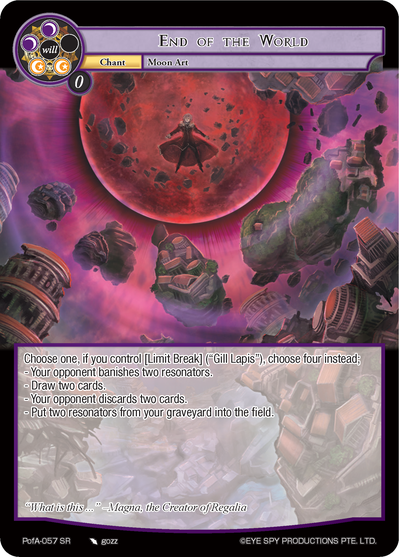 End of the World
will
Chant
Moon Art
0
Choose one, if you control [Limit Break] ("Gill Lapis"), choose four instead;
- Your opponent banishes two resonators.
- Draw two cards.
- Your opponent discards two cards.
- Put two resonators from your graveyard into the field.
"What is this ..." –Magna, the Creator of Regalia
PofA-057 SR gozz ©EYE SPY PRODUCTIONS PTE. LTD.